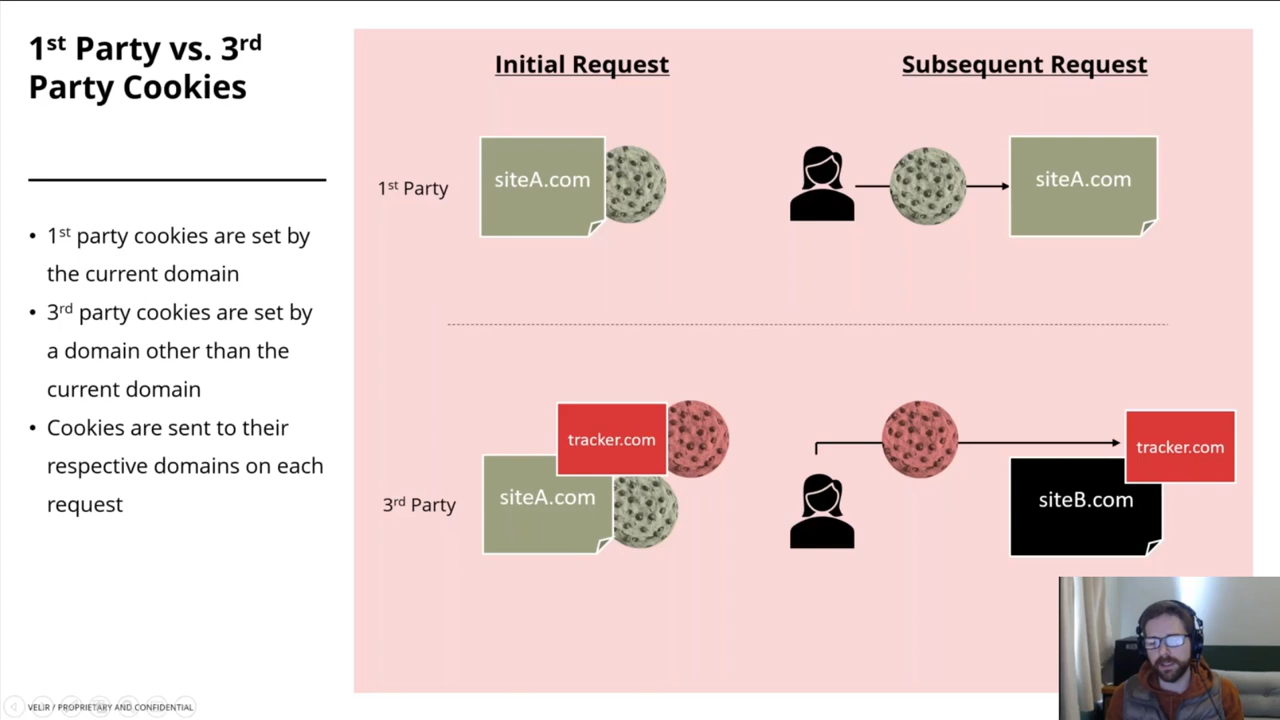 1st Party vs. 3rd
Party Cookies
• 1st party cookies are set by
the current domain
• 3rd party cookies are set by
a domain other than the
current domain
• Cookies are sent to their
respective domains on each
request
Initial Request
Subsequent Request
1st Party
siteA.com
siteA.com
3rd Party
tracker.com
siteA.com
tracker.com
siteB.com
VELIR / PROPRIETARY AND CONFIDENTIAL